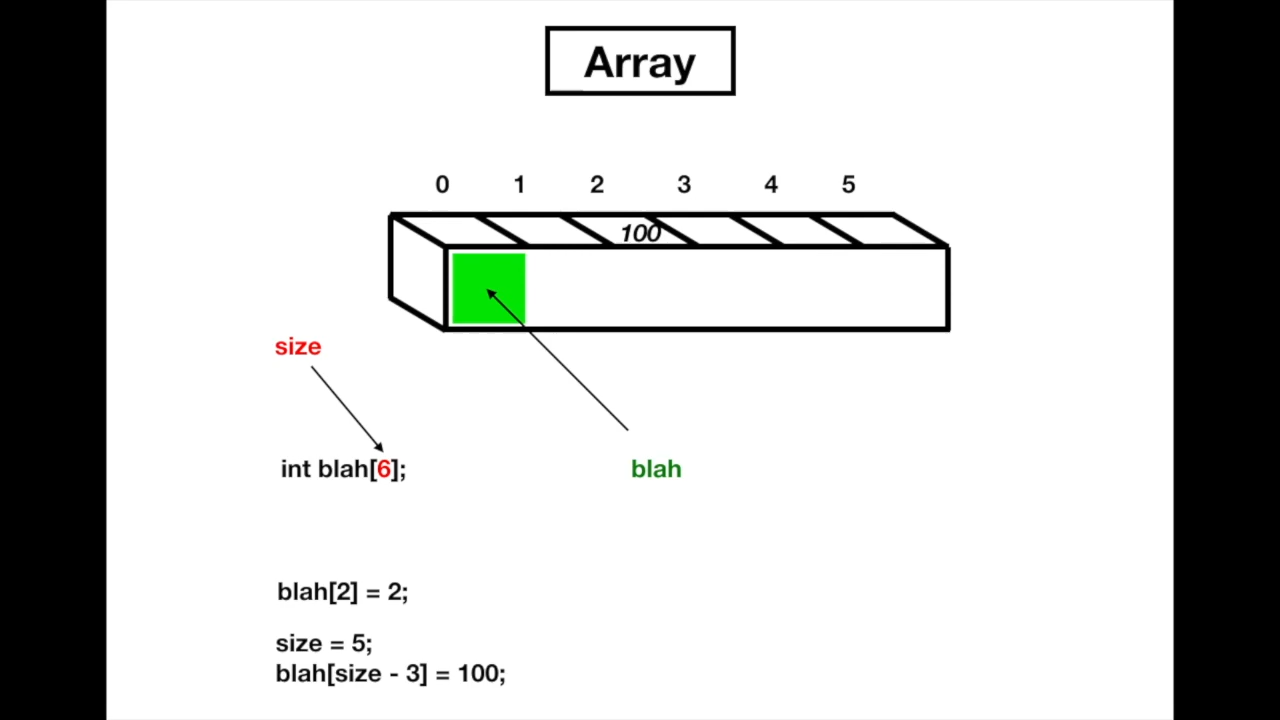 Array
0 1 2 3 4 5
100
size
int blah[6];
blah
blah[2] = 2;
size = 5;
blah[size - 3] = 100;